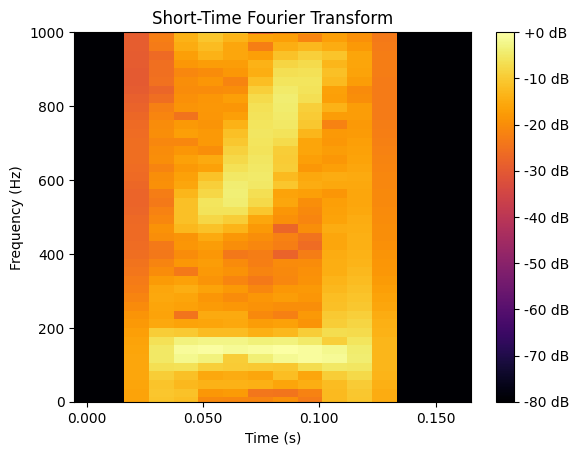 Short-Time Fourier Transform
1000
800
600
400
200
0
Frequency (Hz)
0.000
0.050
0.100
0.150
Time (s)
+0 dB
-10 dB
-20 dB
-30 dB
-40 dB
-50 dB
-60 dB
-70 dB
-80 dB